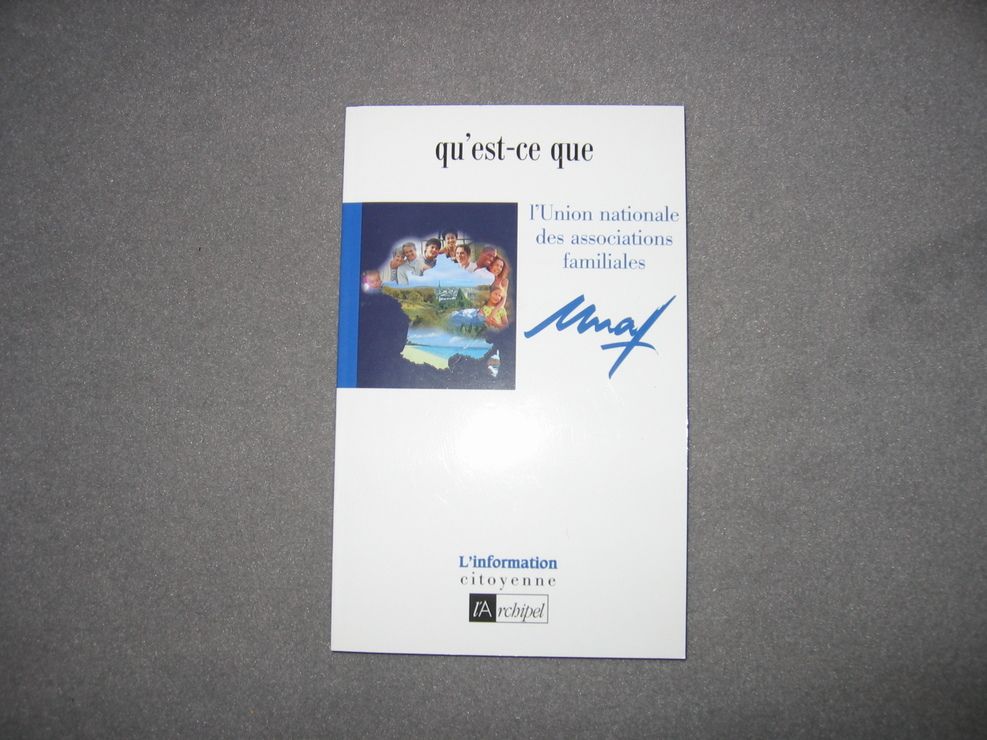 qu'est-ce que
l'Union nationale
des associations
familiales
Unaf
L'information
citoyenne
l'Archipel